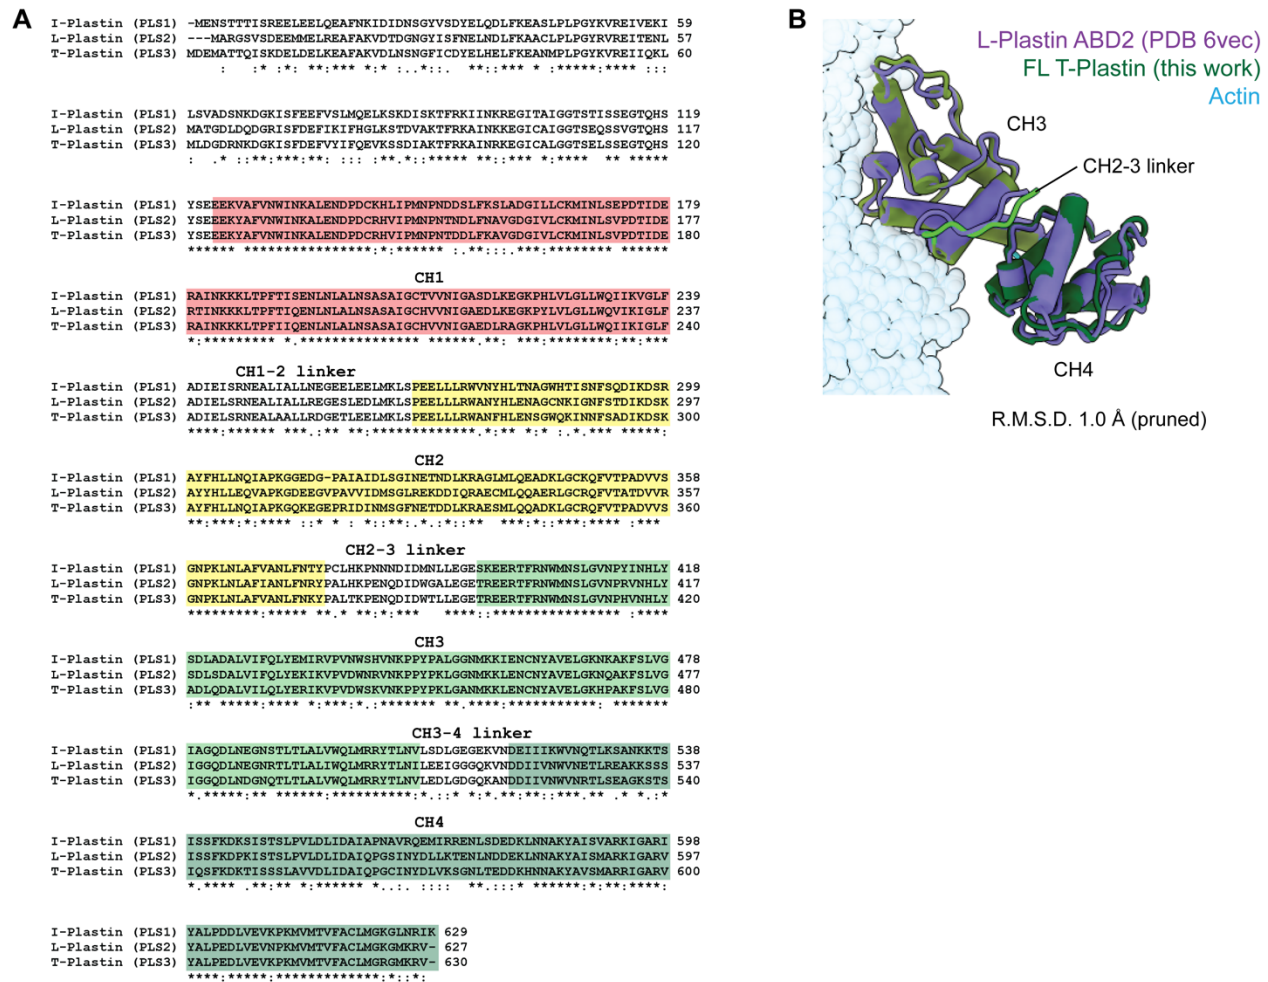 A
I-Plastin (PLS1) -MENSTTTISREELEELQEAFNKIDIDNSGYVSDYELQDLFKEASLPLPGYKVREIVEKI 59
L-Plastin (PLS2) ---MARGSVSDEEMMELREAFAKVDTDGNGYISFNELNDLFKAACLPLPGYRVREITENL 57
T-Plastin (PLS3) MDEMATTQISKDELDELKEAFAKVDLNSNGFICDYELHELFKEANMPLPGYKVREIIQKL 60
I-Plastin (PLS1) LSVADSNKDGKISFEEFVSLMQELKSKDISKTFRKIINKREGITAIGGTSTISSEGTQHS 119
L-Plastin (PLS2) MATGDLDQDGRISFDEFIKIFHGLKSTDVAKTFRKAINKKEGICAIGGTSEQSSVGTQHS 117
T-Plastin (PLS3) MLDGDRNKDGKISFDEFVYIFQEVKSSDIAKTFRKAINRKEGICALGGTSELSSEGTQHS 120
I-Plastin (PLS1) YSEEEKVAFVNWINKALENDPDCKHLIPMNPNDDSLFKSLADGILLCKMINLSEPDTIDE 179
L-Plastin (PLS2) YSEEEKYAFVNWINKALENDPDCRHVIPMNPNTNDLFNAVGDGIVLCKMINLSVPDTIDE 177
T-Plastin (PLS3) YSEEEKYAFVNWINKALENDPDCRHVIPMNPNTDDLFKAVGDGIVLCKMINLSVPDTIDE 180
CH1
I-Plastin (PLS1) RAINKKKLTPFTISENLNLALNSASAIGCTVVNIGASDLKEGKPHLVLGLLWQIIKVGLF 239
L-Plastin (PLS2) RTINKKKLTPFTIQENLNLALNSASAIGCHVVNIGAEDLKEGKPYLVLGLLWQVIKIGLF 237
T-Plastin (PLS3) RAINKKKLTPFIIQENLNLALNSASAIGCHVVNIGAEDLRAGKPHLVLGLLWQIIKIGLF 240
CH1-2 linker
I-Plastin (PLS1) ADIEISRNEALIALLNEGEELEELMKLSPEELLLRWVNYHLTNAGWHTISNFSQDIKDSR 299
L-Plastin (PLS2) ADIELSRNEALIALLREGESLEDLMKLSPEELLLRWANYHLENAGCNKIGNFSTDIKDSK 297
T-Plastin (PLS3) ADIELSRNEALAALLRDGETLEELMKLSPEELLLRWANFHLENSGWQKINNFSADIKDSK 300
CH2
I-Plastin (PLS1) AYFHLLNQIAPKGGEDG-PAIAIDLSGINETNDLKRAGLMLQEADKLGCKQFVTPADVVS 358
L-Plastin (PLS2) AYYHLLEQVAPKGDEEGVPAVVIDMSGLREKDDIQRAECMLQQAERLGCRQFVTATDVVR 357
T-Plastin (PLS3) AYFHLLNQIAPKGQKEGEPRIDINMSGFNETDDLKRAESMLQQADKLGCRQFVTPADVVS 360
CH2-3 linker
I-Plastin (PLS1) GNPKLNLAFVANLFNTYPCLHKPNNNDIDMNLLEGESKEERTFRNWMNSLGVNPYINHLY 418
L-Plastin (PLS2) GNPKLNLAFIANLFNRYPALHKPENQDIDWGALEGETREERTFRNWMNSLGVNPRVNHLY 417
T-Plastin (PLS3) GNPKLNLAFVANLFNKYPALTKPENQDIDWTLLEGETREERTFRNWMNSLGVNPHVNHLY 420
CH3
I-Plastin (PLS1) SDLADALVIFQLYEMIRVPVNWSHVNKPPYPALGGNMKKIENCNYAVELGKNKAKFSLVG 478
L-Plastin (PLS2) SDLSDALVIFQLYEKIKVPVDWNRVNKPPYPKLGGNMKKLENCNYAVELGKNQAKFSLVG 477
T-Plastin (PLS3) ADLQDALVILQLYERIKVPVDWSKVNKPPYPKLGANMKKLENCNYAVELGKHPAKFSLVG 480
CH3-4 linker
I-Plastin (PLS1) IAGQDLNEGNSTLTLALVWQLMRRYTLNVLSDLGEGEKVNDEIIIKWVNQTLKSANKKTS 538
L-Plastin (PLS2) IGGQDLNEGNRTLTLALIWQLMRRYTLNILEEIGGGQKVNDDIIVNWVNETLREAKKSSS 537
T-Plastin (PLS3) IGGQDLNDGNQTLTLALVWQLMRRYTLNVLEDLGDGQKANDDIIVNWVNRTLSEAGKSTS 540
CH4
I-Plastin (PLS1) ISSFKDKSISTSLPVLDLIDAIAPNAVRQEMIRRENLSDEDKLNNAKYAISVARKIGARI 598
L-Plastin (PLS2) ISSFKDPKISTSLPVLDLIDAIQPGSINYDLLKTENLNDDEKLNNAKYAISMARKIGARV 597
T-Plastin (PLS3) IQSFKDKTISSSLAVVDLIDAIQPGCINYDLVKSGNLTEDDKHNNAKYAVSMARRIGARV 600
I-Plastin (PLS1) YALPDDLVEVKPKMVMTVFACLMGKGLNRIK 629
L-Plastin (PLS2) YALPEDLVEVNPKMVMTVFACLMGKGMKRV- 627
T-Plastin (PLS3) YALPEDLVEVKPKMVMTVFACLMGRGMKRV- 630
B
L-Plastin ABD2 (PDB 6vec)
FL T-Plastin (this work)
Actin
CH3
CH2-3 linker
CH4
R.M.S.D. 1.0 Å (pruned)